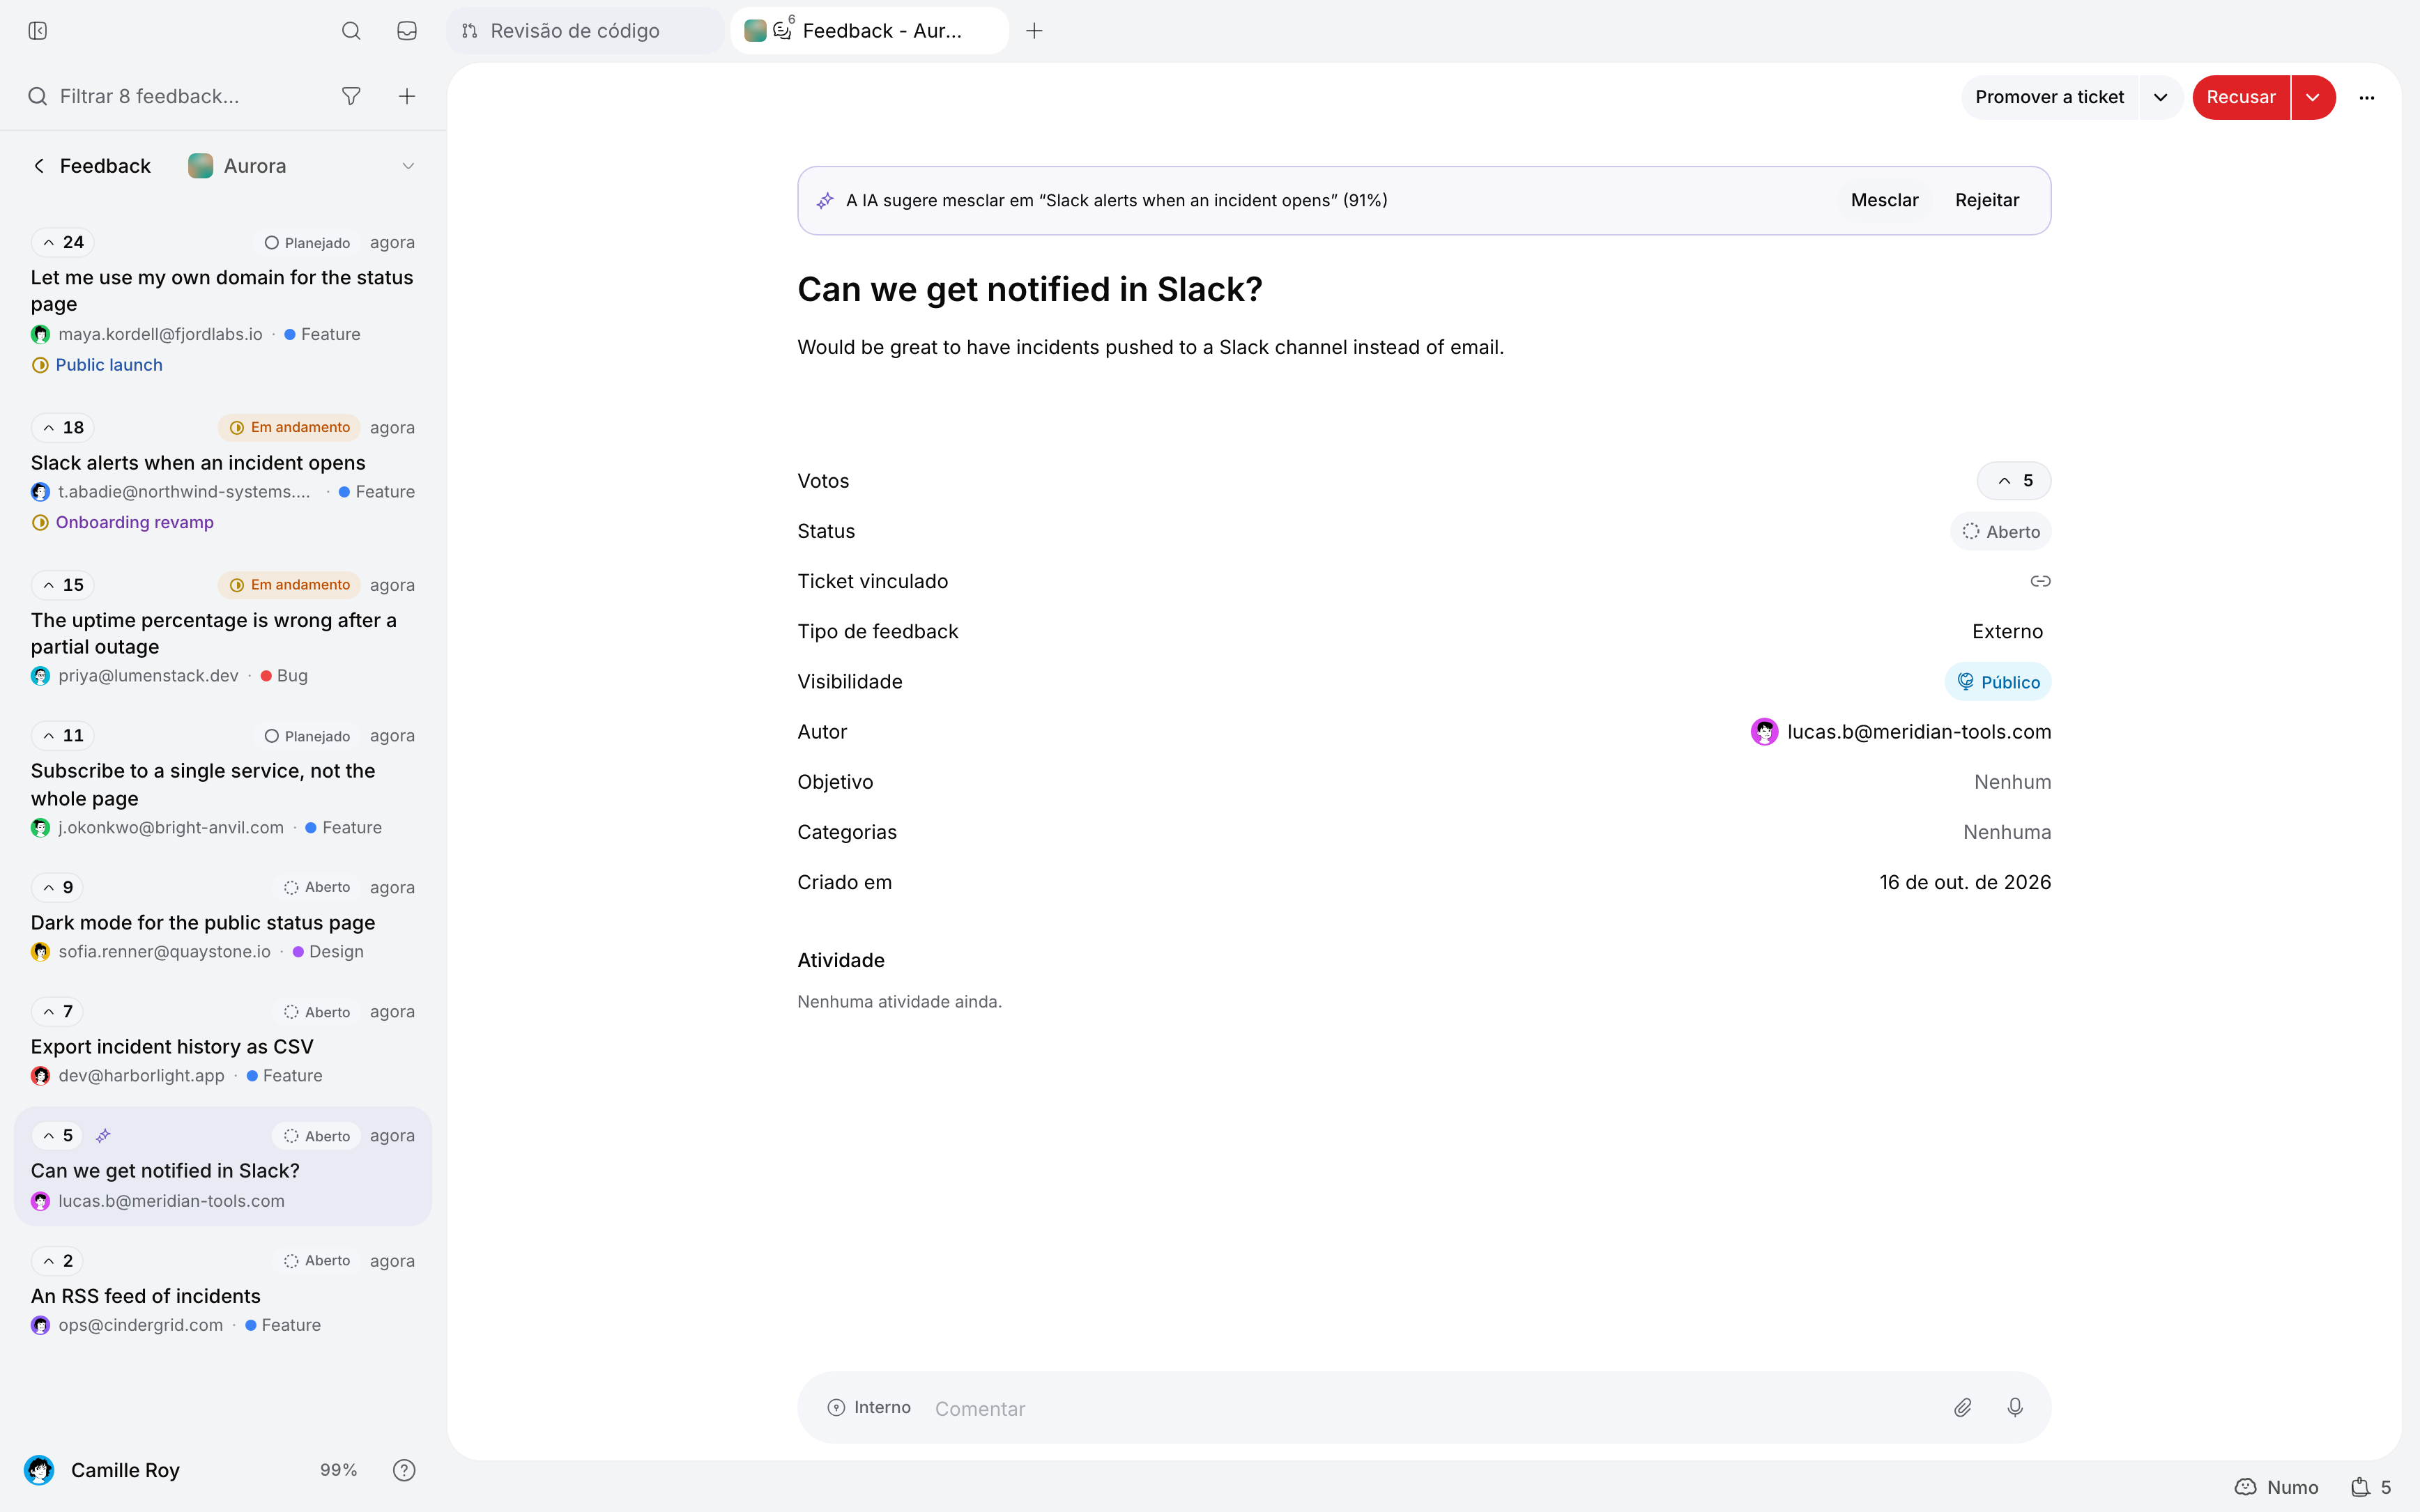 Revisão de código
6
Feedback - Aur...
Filtrar 8 feedback...
Feedback
Aurora
24
Planejado
agora
Let me use my own domain for the status
page
maya.kordell@fjordlabs.io · Feature
Public launch
18
Em andamento
agora
Slack alerts when an incident opens
t.abadie@northwind-systems.... · Feature
Onboarding revamp
15
Em andamento
agora
The uptime percentage is wrong after a
partial outage
priya@lumenstack.dev · Bug
11
Planejado
agora
Subscribe to a single service, not the
whole page
j.okonkwo@bright-anvil.com · Feature
9
Aberto
agora
Dark mode for the public status page
sofia.renner@quaystone.io · Design
7
Aberto
agora
Export incident history as CSV
dev@harborlight.app · Feature
5
Aberto
agora
Can we get notified in Slack?
lucas.b@meridian-tools.com
2
Aberto
agora
An RSS feed of incidents
ops@cindergrid.com · Feature
Camille Roy
99%
Promover a ticket
Recusar
A IA sugere mesclar em “Slack alerts when an incident opens” (91%)
Mesclar
Rejeitar
Can we get notified in Slack?
Would be great to have incidents pushed to a Slack channel instead of email.
Votos
5
Status
Aberto
Ticket vinculado
Tipo de feedback
Externo
Visibilidade
Público
Autor
lucas.b@meridian-tools.com
Objetivo
Nenhum
Categorias
Nenhuma
Criado em
16 de out. de 2026
Atividade
Nenhuma atividade ainda.
Interno
Comentar
Numo
5